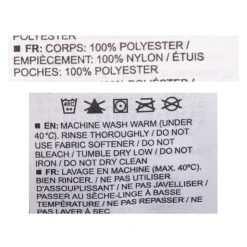 POLYESTER
■ FR: CORPS: 100% POLYESTER /
EMPIÈCEMENT: 100% NYLON / ÉTUIS
POCHES: 100% POLYESTER
■ EN: MACHINE WASH WARM (UNDER
40°C). RINSE THOROUGHLY / DO NOT
USE FABRIC SOFTENER / DO NOT
BLEACH / TUMBLE DRY LOW / DO NOT
IRON / DO NOT DRY CLEAN
■ FR: LAVAGE EN MACHINE (MAX. 40°C).
BIEN RINCER. / NE PAS UTILISER
D'ASSOUPLISSANT / NE PAS JAVELLISER /
PASSER AU SÈCHE-LINGE À BASSE
TEMPÉRATURE / NE PAS REPASSER / NE
PAS LAVER À SEC